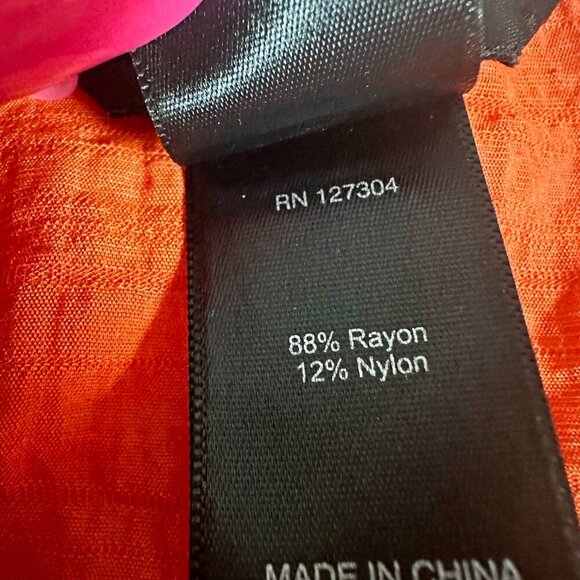 RN 127304
88% Rayon
12% Nylon
MADE IN CHINA